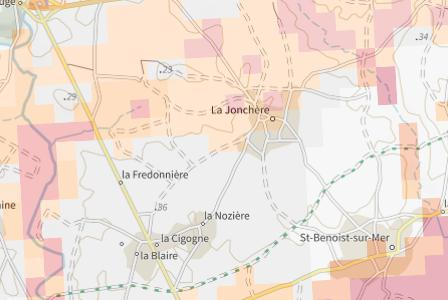 .23
.34
.29
La Jonchère
la Fredonnière
.36
la Nozière
la Cigogne
St-Benoist-sur-Mer
la Blaire